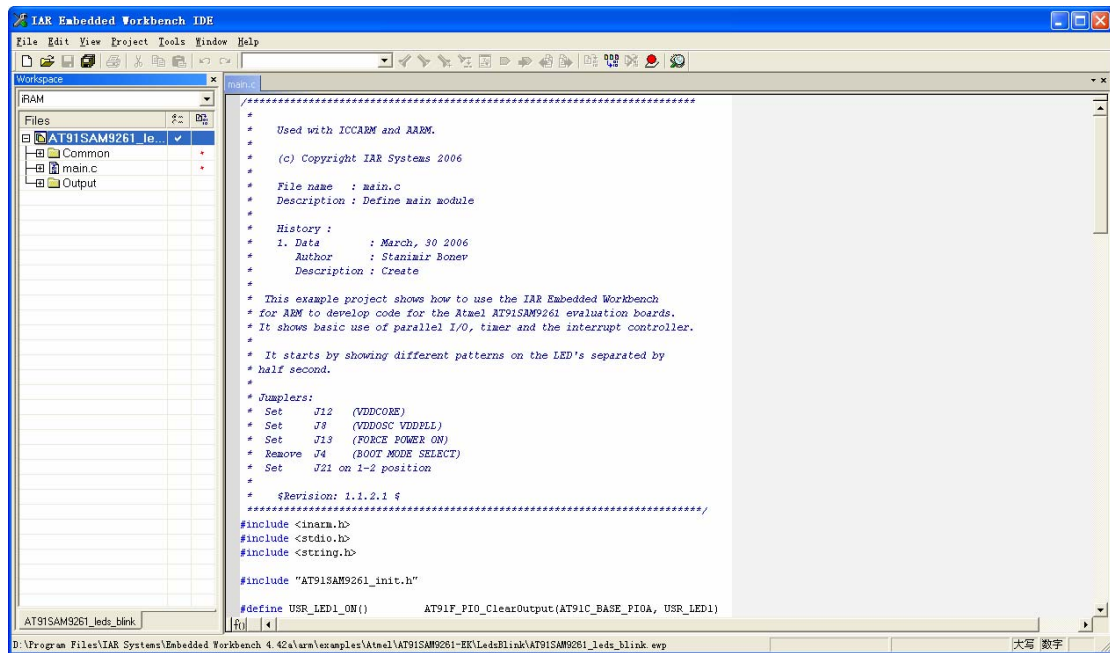 IAR Embedded Workbench IDE
File Edit View Project Tools Window Help
Workspace
main.c
iRAM
Files
AT91SAM9261_le...
Common
main.c
Output
/*************************************************************************
*
*    Used with ICCARM and AARM.
*
*    (c) Copyright IAR Systems 2006
*
*    File name   : main.c
*    Description : Define main module
*
*    History :
*    1. Data        : March, 30 2006
*       Author      : Stanimir Bonev
*       Description : Create
*
*  This example project shows how to use the IAR Embedded Workbench
* for ARM to develop code for the Atmel AT91SAM9261 evaluation boards.
* It shows basic use of parallel I/O, timer and the interrupt controller.
*
*  It starts by showing different patterns on the LED's separated by
* half second.
*
* Jumplers:
*  Set     J12   (VDDCORE)
*  Set     J8    (VDDOSC VDDPLL)
*  Set     J13   (FORCE POWER ON)
*  Remove  J4    (BOOT MODE SELECT)
*  Set     J21 on 1-2 position
*
*    $Revision: 1.1.2.1 $
**************************************************************************/
#include <inarm.h>
#include <stdio.h>
#include <string.h>
#include "AT91SAM9261_init.h"
#define USR_LED1_ON()         AT91F_PIO_ClearOutput(AT91C_BASE_PIOA, USR_LED1)
AT91SAM9261_leds_blink
f0
D:\Program Files\IAR Systems\Embedded Workbench 4.42a\arm\examples\Atmel\AT91SAM9261-EK\LedsBlink\AT91SAM9261_leds_blink.ewp
大写 数字